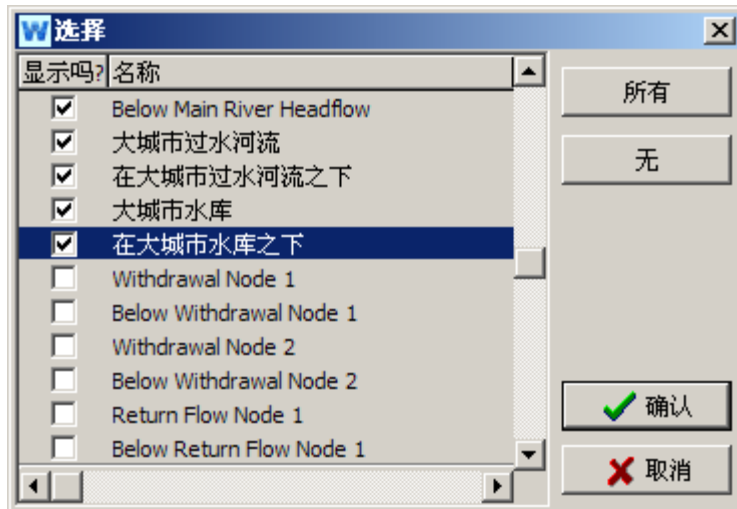 W 选择
显示吗? 名称
Below Main River Headflow
大城市过水河流
在大城市过水河流之下
大城市水库
在大城市水库之下
Withdrawal Node 1
Below Withdrawal Node 1
Withdrawal Node 2
Below Withdrawal Node 2
Return Flow Node 1
Below Return Flow Node 1
所有
无
确认
取消